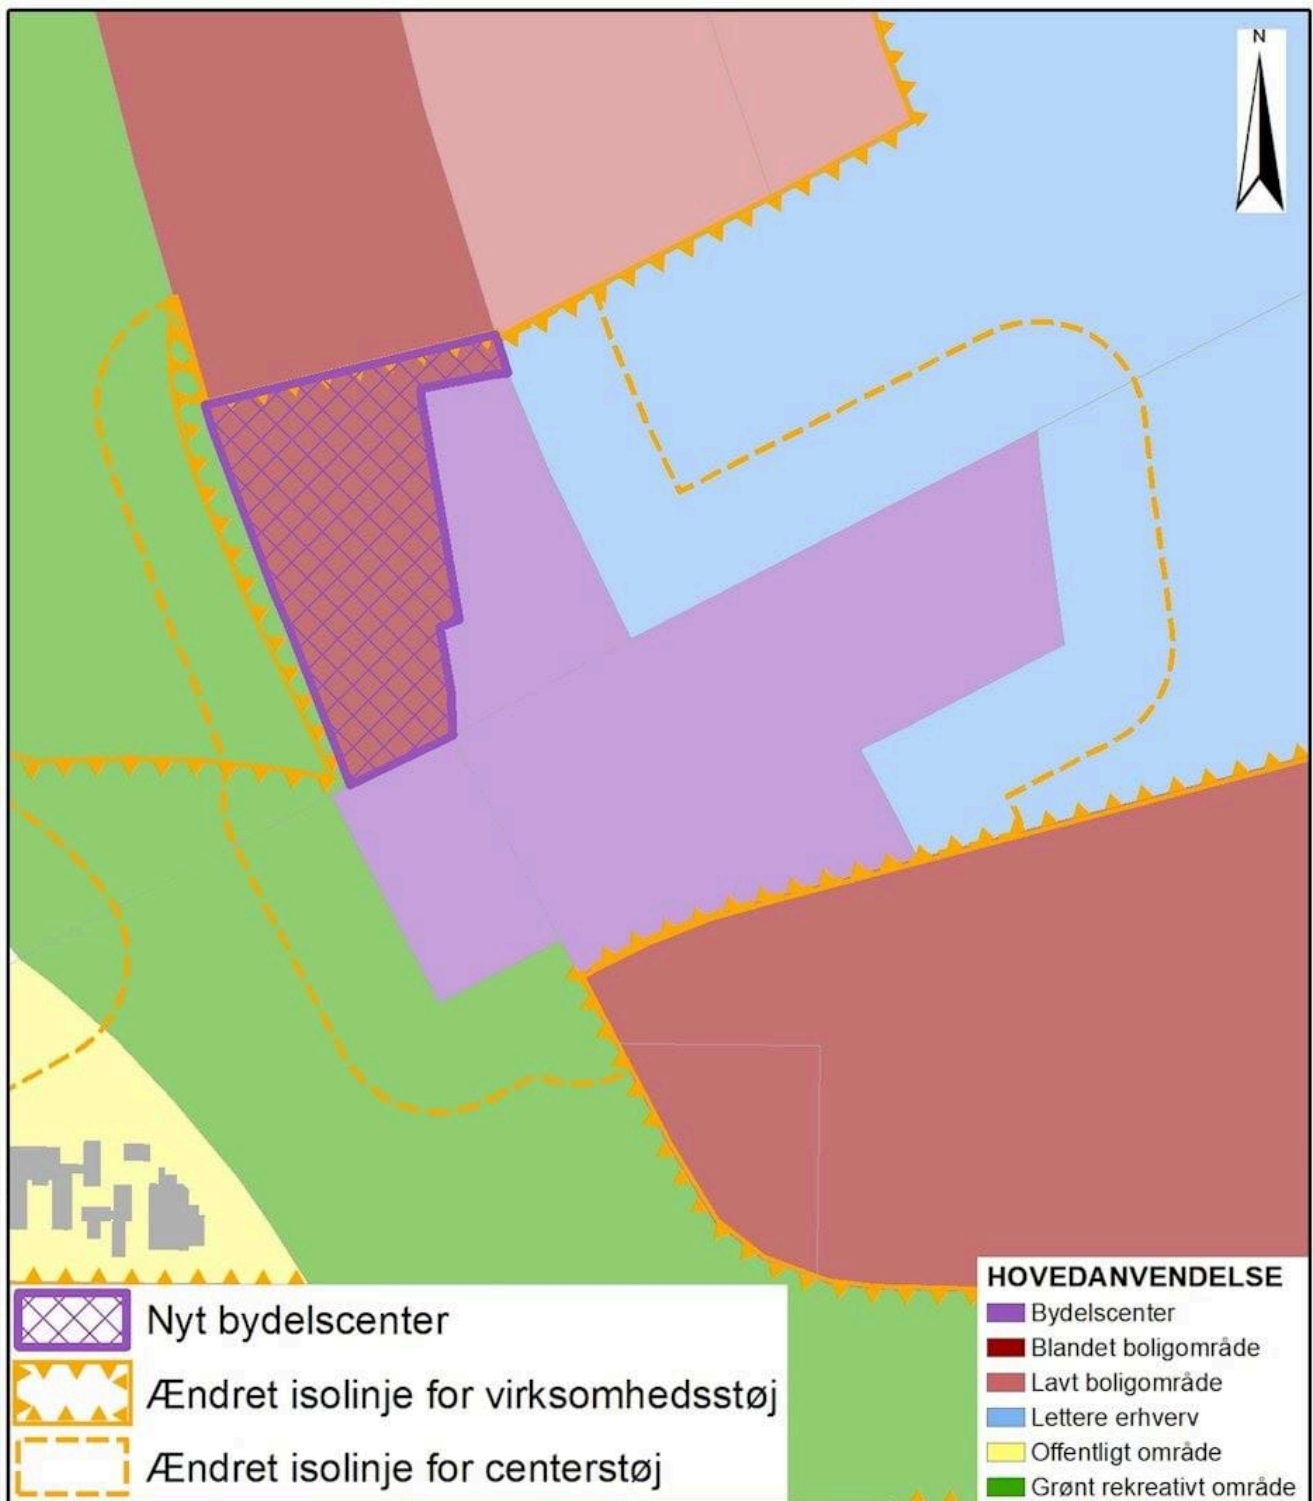 N
Nyt bydelscenter
Ændret isolinje for virksomhedsstøj
Ændret isolinje for centerstøj
HOVEDANVENDELSE
Bydelscenter
Blandet boligområde
Lavt boligområde
Lettere erhverv
Offentligt område
Grønt rekreativt område